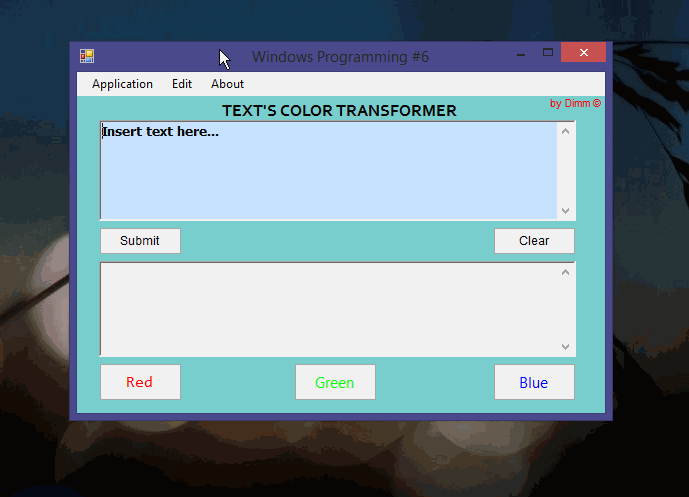 Windows Programming #6
Application Edit About
by Dimm ©
TEXT'S COLOR TRANSFORMER
Insert text here...
Submit Clear
Red Green Blue